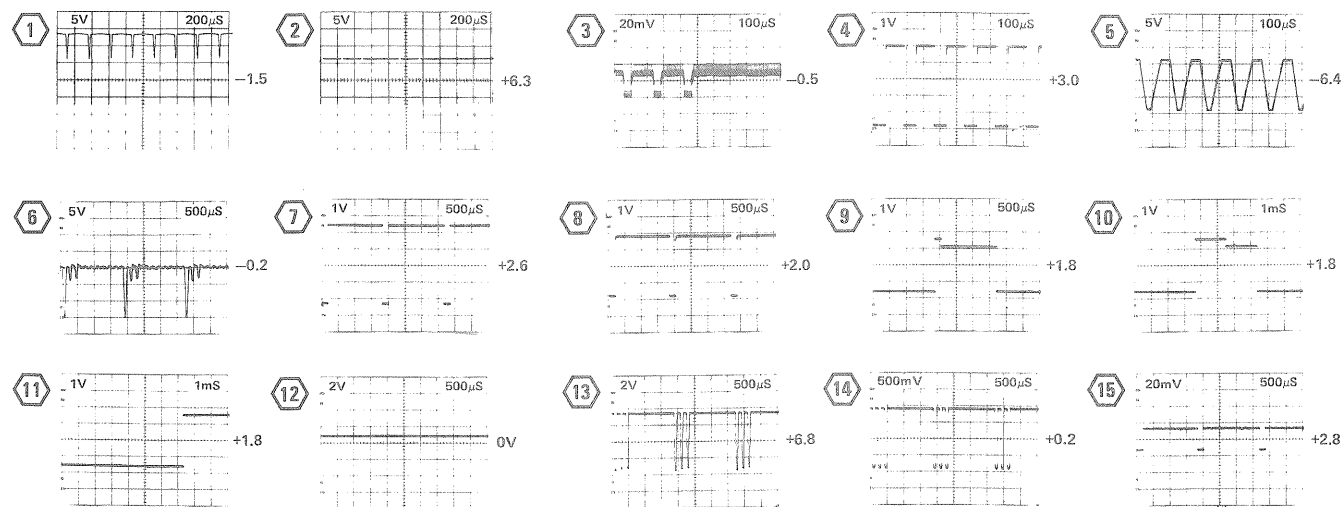 1 5V 200μS −1.5
2 5V 200μS +6.3
3 20mV 100μS −0.5
4 1V 100μS +3.0
5 5V 100μS −6.4
6 5V 500μS −0.2
7 1V 500μS +2.6
8 1V 500μS +2.0
9 1V 500μS +1.8
10 1V 1mS +1.8
11 1V 1mS +1.8
12 2V 500μS 0V
13 2V 500μS +6.8
14 500mV 500μS +0.2
15 20mV 500μS +2.8